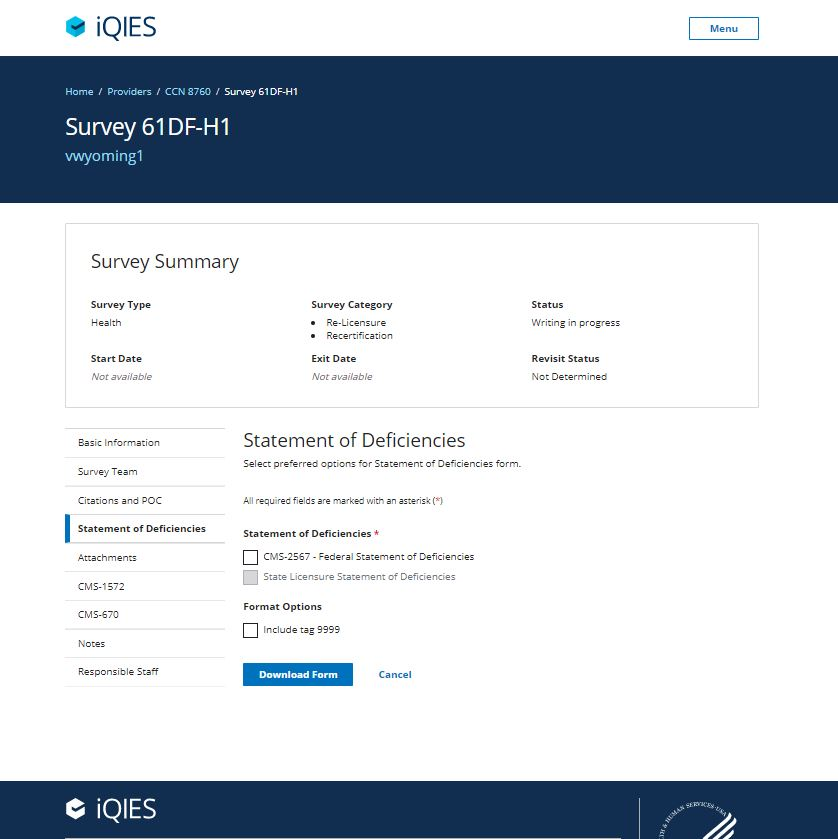 iQIES
Menu
Home / Providers / CCN 8760 / Survey 61DF-H1
Survey 61DF-H1
vwyoming1
Survey Summary
Survey Type
Health
Survey Category
• Re-Licensure
• Recertification
Status
Writing in progress
Start Date
Not available
Exit Date
Not available
Revisit Status
Not Determined
Basic Information
Survey Team
Citations and POC
Statement of Deficiencies
Attachments
CMS-1572
CMS-670
Notes
Responsible Staff
Statement of Deficiencies
Select preferred options for Statement of Deficiencies form.
All required fields are marked with an asterisk (*)
Statement of Deficiencies *
CMS-2567 - Federal Statement of Deficiencies
State Licensure Statement of Deficiencies
Format Options
Include tag 9999
Download Form
Cancel
iQIES
& HUMAN SERVICES·USA